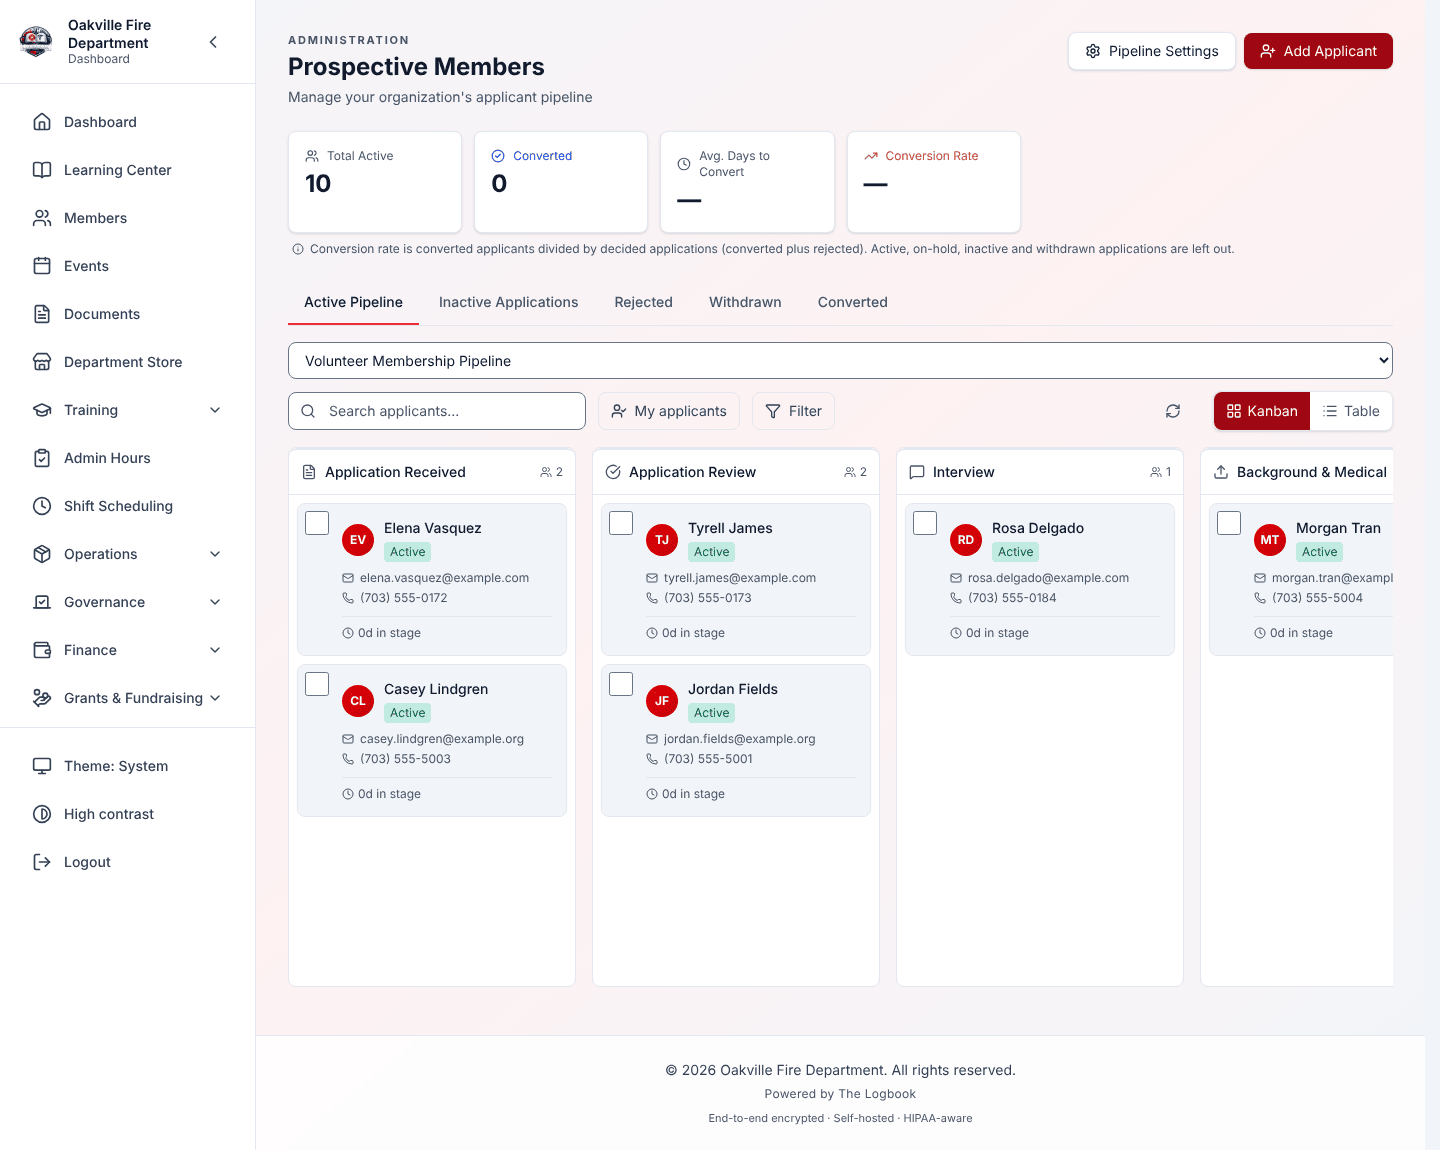 Oakville Fire
Department
Dashboard
Dashboard
Learning Center
Members
Events
Documents
Department Store
Training
Admin Hours
Shift Scheduling
Operations
Governance
Finance
Grants & Fundraising
Theme: System
High contrast
Logout
ADMINISTRATION
Prospective Members
Manage your organization's applicant pipeline
Pipeline Settings
Add Applicant
Total Active
10
Converted
0
Avg. Days to
Convert
—
Conversion Rate
—
Conversion rate is converted applicants divided by decided applications (converted plus rejected). Active, on-hold, inactive and withdrawn applications are left out.
Active Pipeline Inactive Applications Rejected Withdrawn Converted
Volunteer Membership Pipeline
Search applicants... My applicants Filter Kanban Table
Application Received 2
EV Elena Vasquez
Active
elena.vasquez@example.com
(703) 555-0172
0d in stage
CL Casey Lindgren
Active
casey.lindgren@example.org
(703) 555-5003
0d in stage
Application Review 2
TJ Tyrell James
Active
tyrell.james@example.com
(703) 555-0173
0d in stage
JF Jordan Fields
Active
jordan.fields@example.org
(703) 555-5001
0d in stage
Interview 1
RD Rosa Delgado
Active
rosa.delgado@example.com
(703) 555-0184
0d in stage
Background & Medical
MT Morgan Tran
Active
morgan.tran@exampl
(703) 555-5004
0d in stage
© 2026 Oakville Fire Department. All rights reserved.
Powered by The Logbook
End-to-end encrypted · Self-hosted · HIPAA-aware